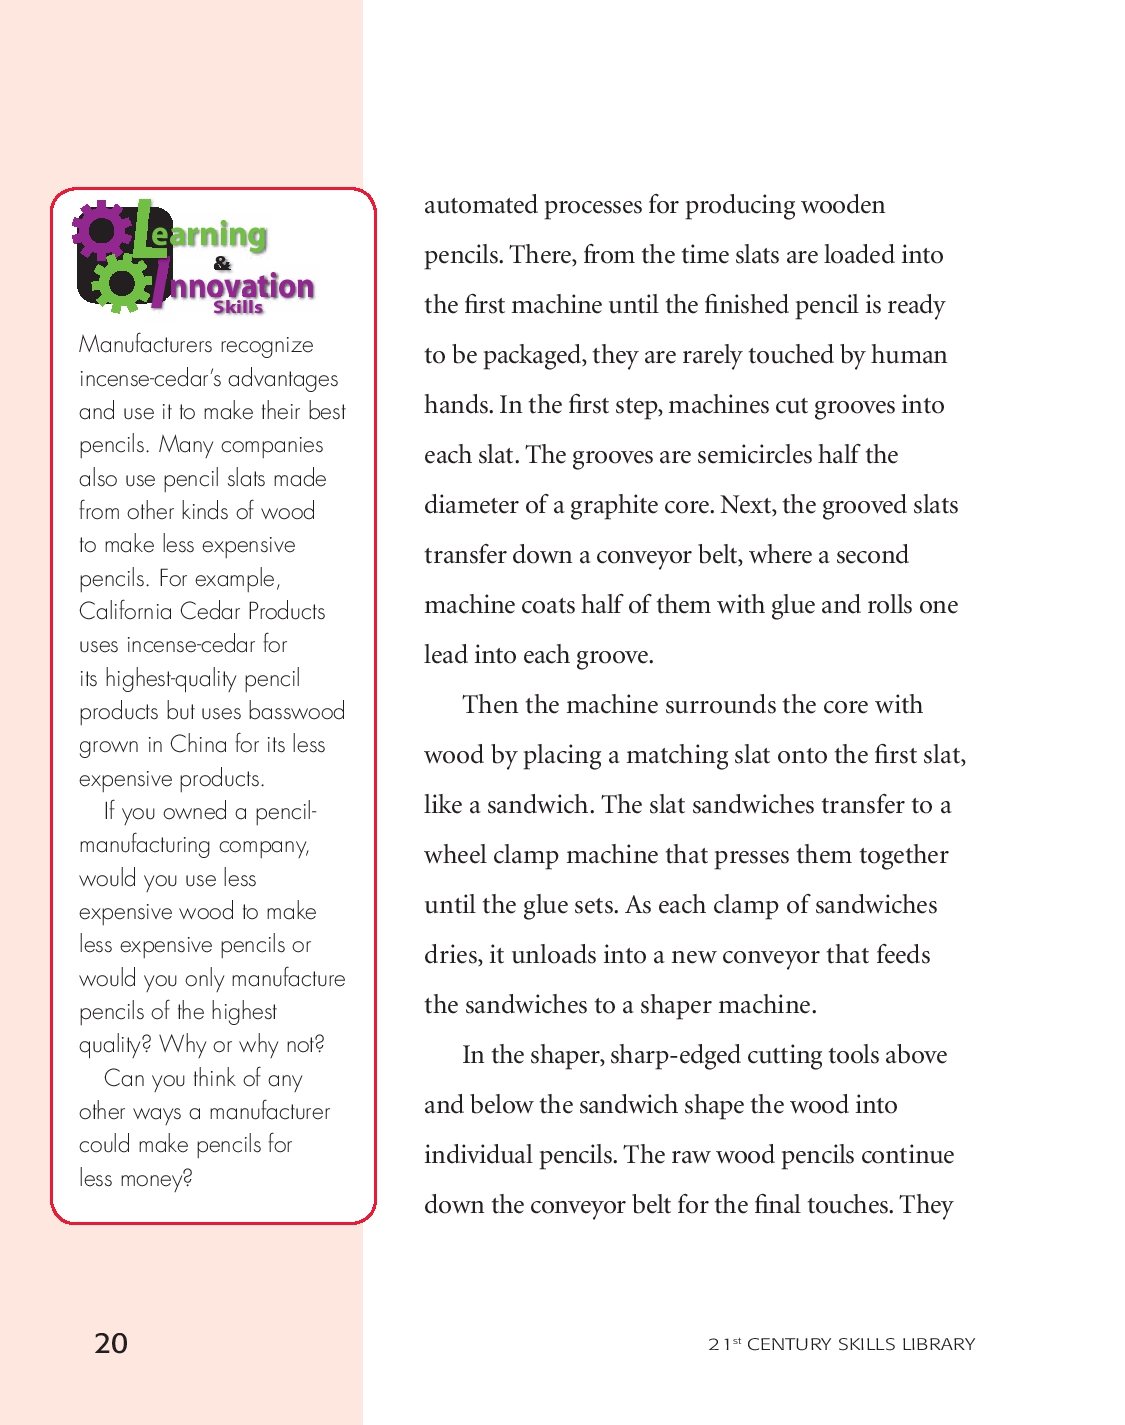 Learning
&
Innovation
Skills
Manufacturers recognize
incense-cedar's advantages
and use it to make their best
pencils. Many companies
also use pencil slats made
from other kinds of wood
to make less expensive
pencils. For example,
California Cedar Products
uses incense-cedar for
its highest-quality pencil
products but uses basswood
grown in China for its less
expensive products.
If you owned a pencil-
manufacturing company,
would you use less
expensive wood to make
less expensive pencils or
would you only manufacture
pencils of the highest
quality? Why or why not?
Can you think of any
other ways a manufacturer
could make pencils for
less money?
automated processes for producing wooden
pencils. There, from the time slats are loaded into
the first machine until the finished pencil is ready
to be packaged, they are rarely touched by human
hands. In the first step, machines cut grooves into
each slat. The grooves are semicircles half the
diameter of a graphite core. Next, the grooved slats
transfer down a conveyor belt, where a second
machine coats half of them with glue and rolls one
lead into each groove.
Then the machine surrounds the core with
wood by placing a matching slat onto the first slat,
like a sandwich. The slat sandwiches transfer to a
wheel clamp machine that presses them together
until the glue sets. As each clamp of sandwiches
dries, it unloads into a new conveyor that feeds
the sandwiches to a shaper machine.
In the shaper, sharp-edged cutting tools above
and below the sandwich shape the wood into
individual pencils. The raw wood pencils continue
down the conveyor belt for the final touches. They
20
21st CENTURY SKILLS LIBRARY